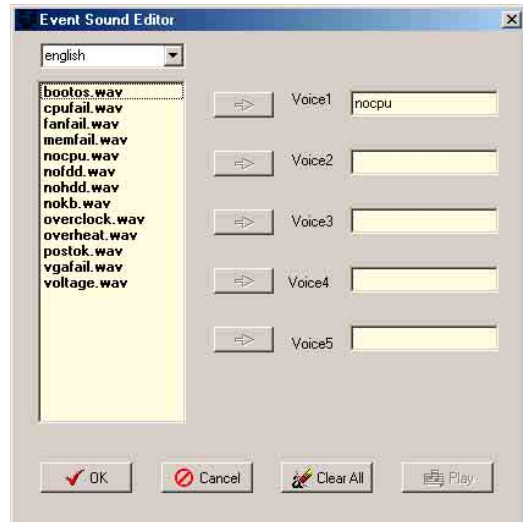 Event Sound Editor
english
bootos.wav
cpufail.wav
fanfail.wav
memfail.wav
nocpu.wav
nofdd.wav
nohdd.wav
nokb.wav
overclock.wav
overheat.wav
postok.wav
vgafail.wav
voltage.wav
Voice1 nocpu
Voice2
Voice3
Voice4
Voice5
OK Cancel Clear All Play